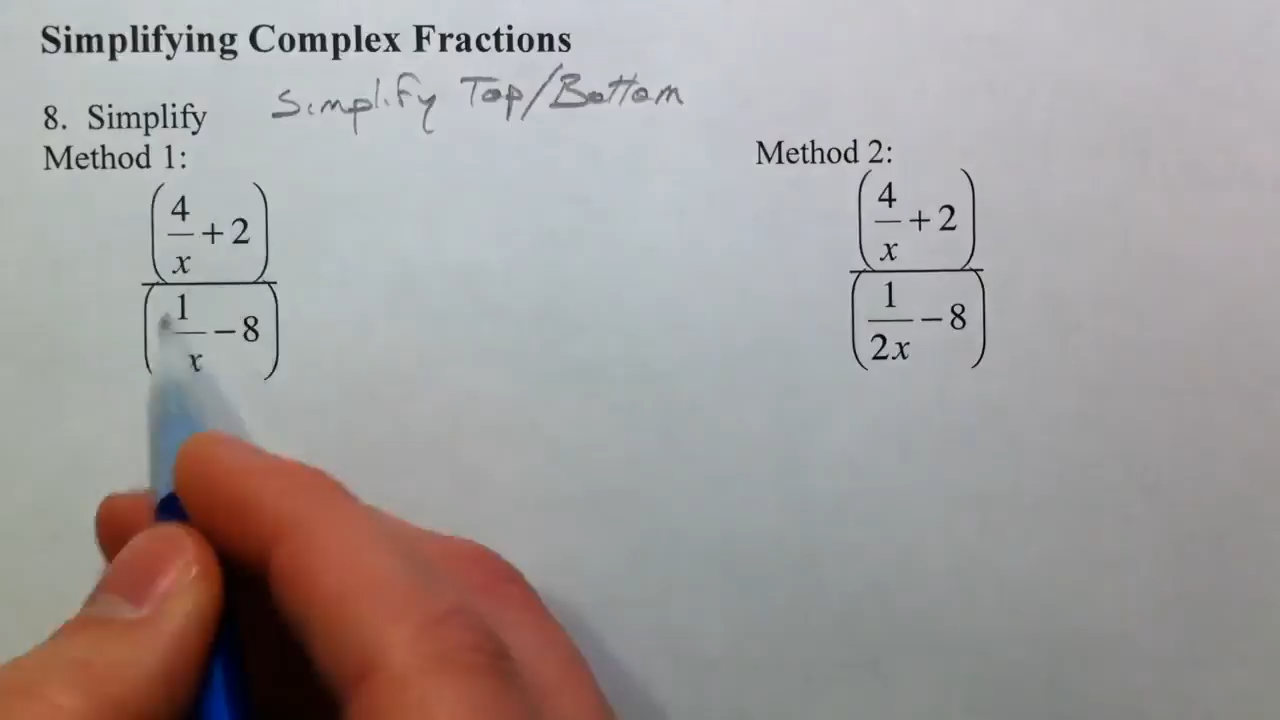 Simplifying Complex Fractions
Simplify Top/Bottom
8. Simplify
Method 1:
4
+ 2
x
1
− 8
x
Method 2:
4
+ 2
x
1
− 8
2x